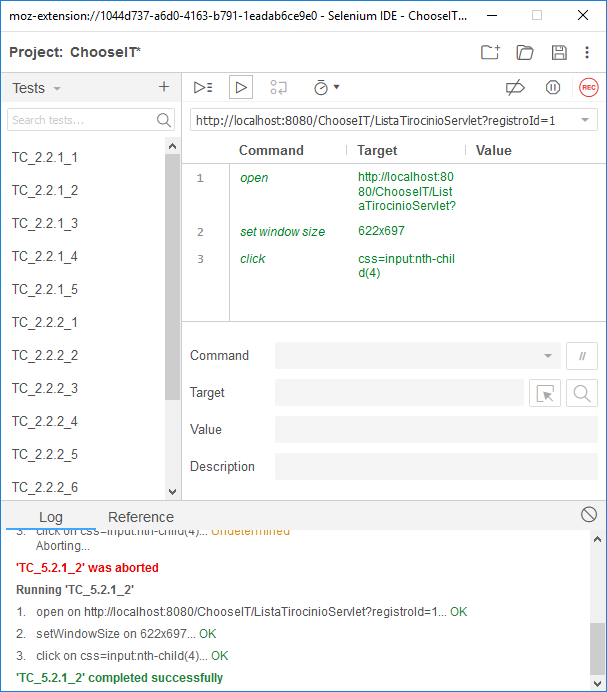 moz-extension://1044d737-a6d0-4163-b791-1eadab6ce9e0 - Selenium IDE - ChooseIT...
Project: ChooseIT*
Tests
Search tests...
TC_2.2.1_1
TC_2.2.1_2
TC_2.2.1_3
TC_2.2.1_4
TC_2.2.1_5
TC_2.2.2_1
TC_2.2.2_2
TC_2.2.2_3
TC_2.2.2_4
TC_2.2.2_5
TC_2.2.2_6
REC
http://localhost:8080/ChooseIT/ListaTirocinioServlet?registroId=1
Command Target Value
1 open http://localhost:80
80/ChooseIT/List
aTirocinioServlet?
2 set window size 622x697
3 click css=input:nth-chil
d(4)
Command //
Target
Value
Description
Log Reference
3. click on css=input:nth-child(4)... Undetermined
Aborting...
'TC_5.2.1_2' was aborted
Running 'TC_5.2.1_2'
1. open on http://localhost:8080/ChooseIT/ListaTirocinioServlet?registroId=1... OK
2. setWindowSize on 622x697... OK
3. click on css=input:nth-child(4)... OK
'TC_5.2.1_2' completed successfully